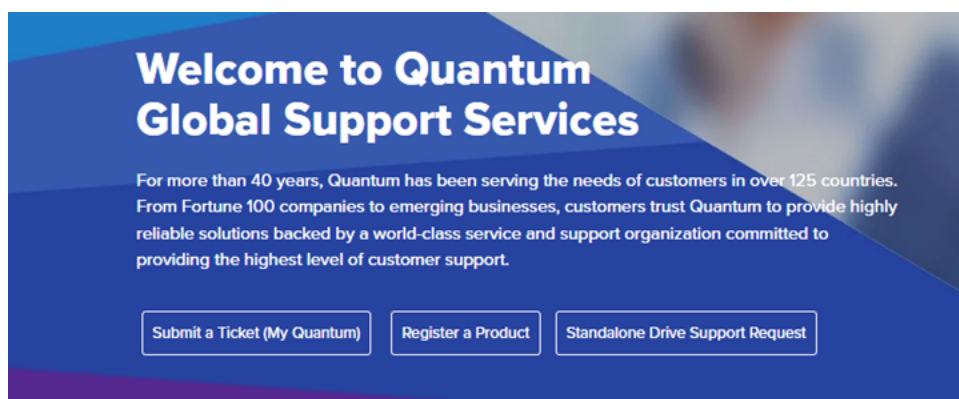 Welcome to Quantum
Global Support Services
For more than 40 years, Quantum has been serving the needs of customers in over 125 countries.
From Fortune 100 companies to emerging businesses, customers trust Quantum to provide highly
reliable solutions backed by a world-class service and support organization committed to
providing the highest level of customer support.
Submit a Ticket (My Quantum) Register a Product Standalone Drive Support Request